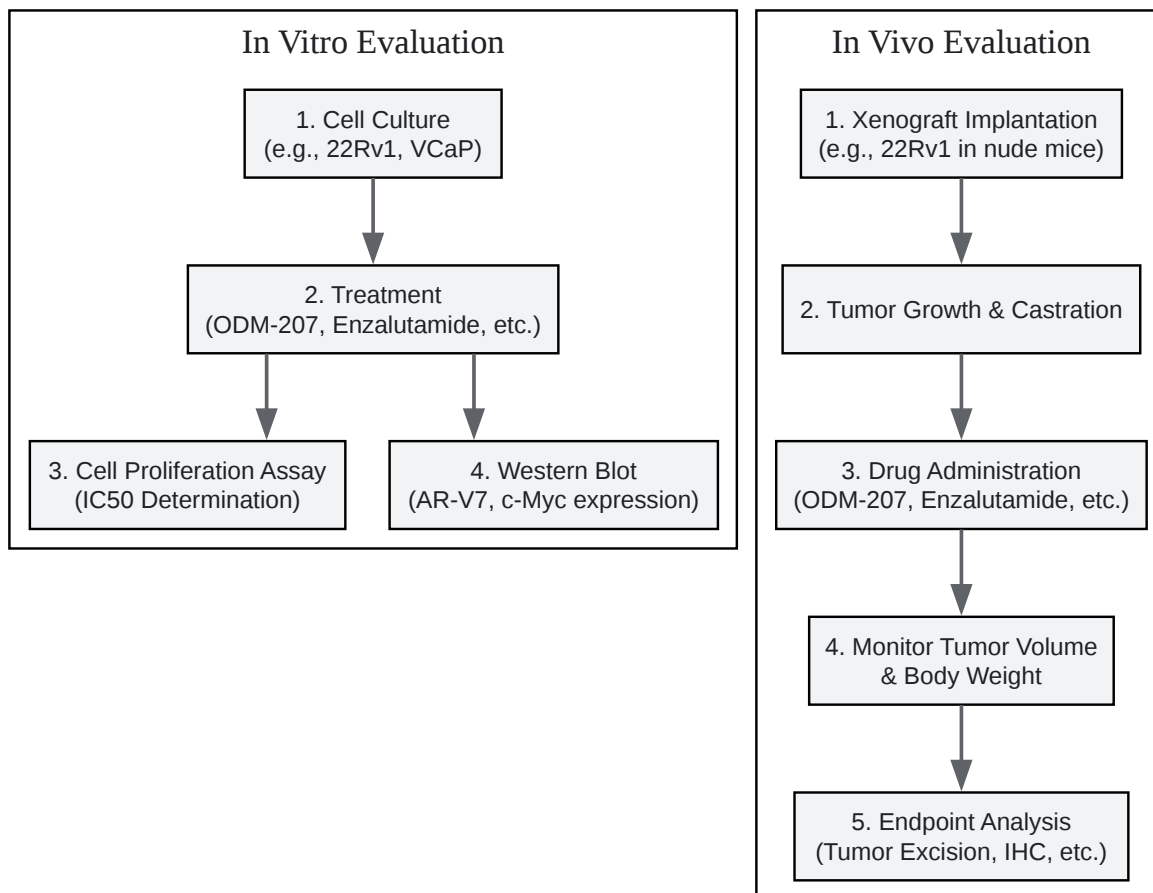 In Vitro Evaluation
1. Cell Culture
(e.g., 22Rv1, VCaP)
2. Treatment
(ODM-207, Enzalutamide, etc.)
3. Cell Proliferation Assay
(IC50 Determination)
4. Western Blot
(AR-V7, c-Myc expression)
In Vivo Evaluation
1. Xenograft Implantation
(e.g., 22Rv1 in nude mice)
2. Tumor Growth & Castration
3. Drug Administration
(ODM-207, Enzalutamide, etc.)
4. Monitor Tumor Volume
& Body Weight
5. Endpoint Analysis
(Tumor Excision, IHC, etc.)